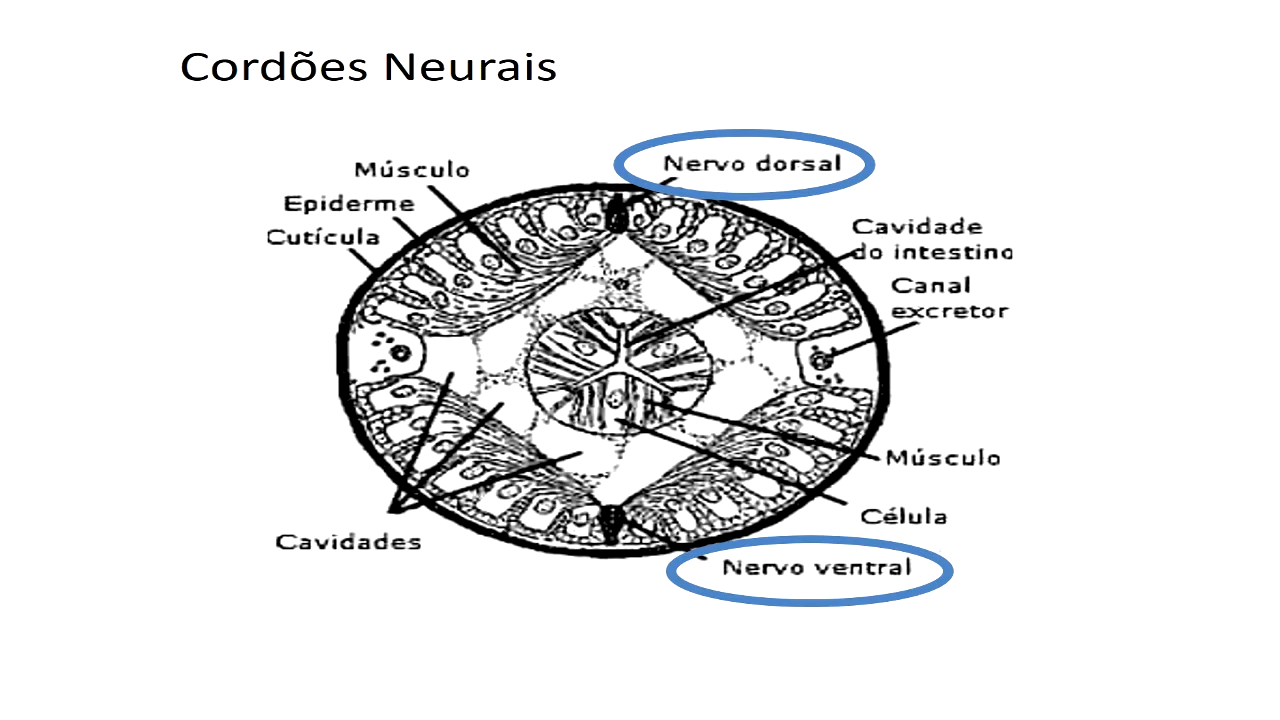 Cordões Neurais
Nervo dorsal
Músculo
Epiderme
Cutícula
Cavidade
do intestino
Canal
excretor
Músculo
Célula
Cavidades
Nervo ventral